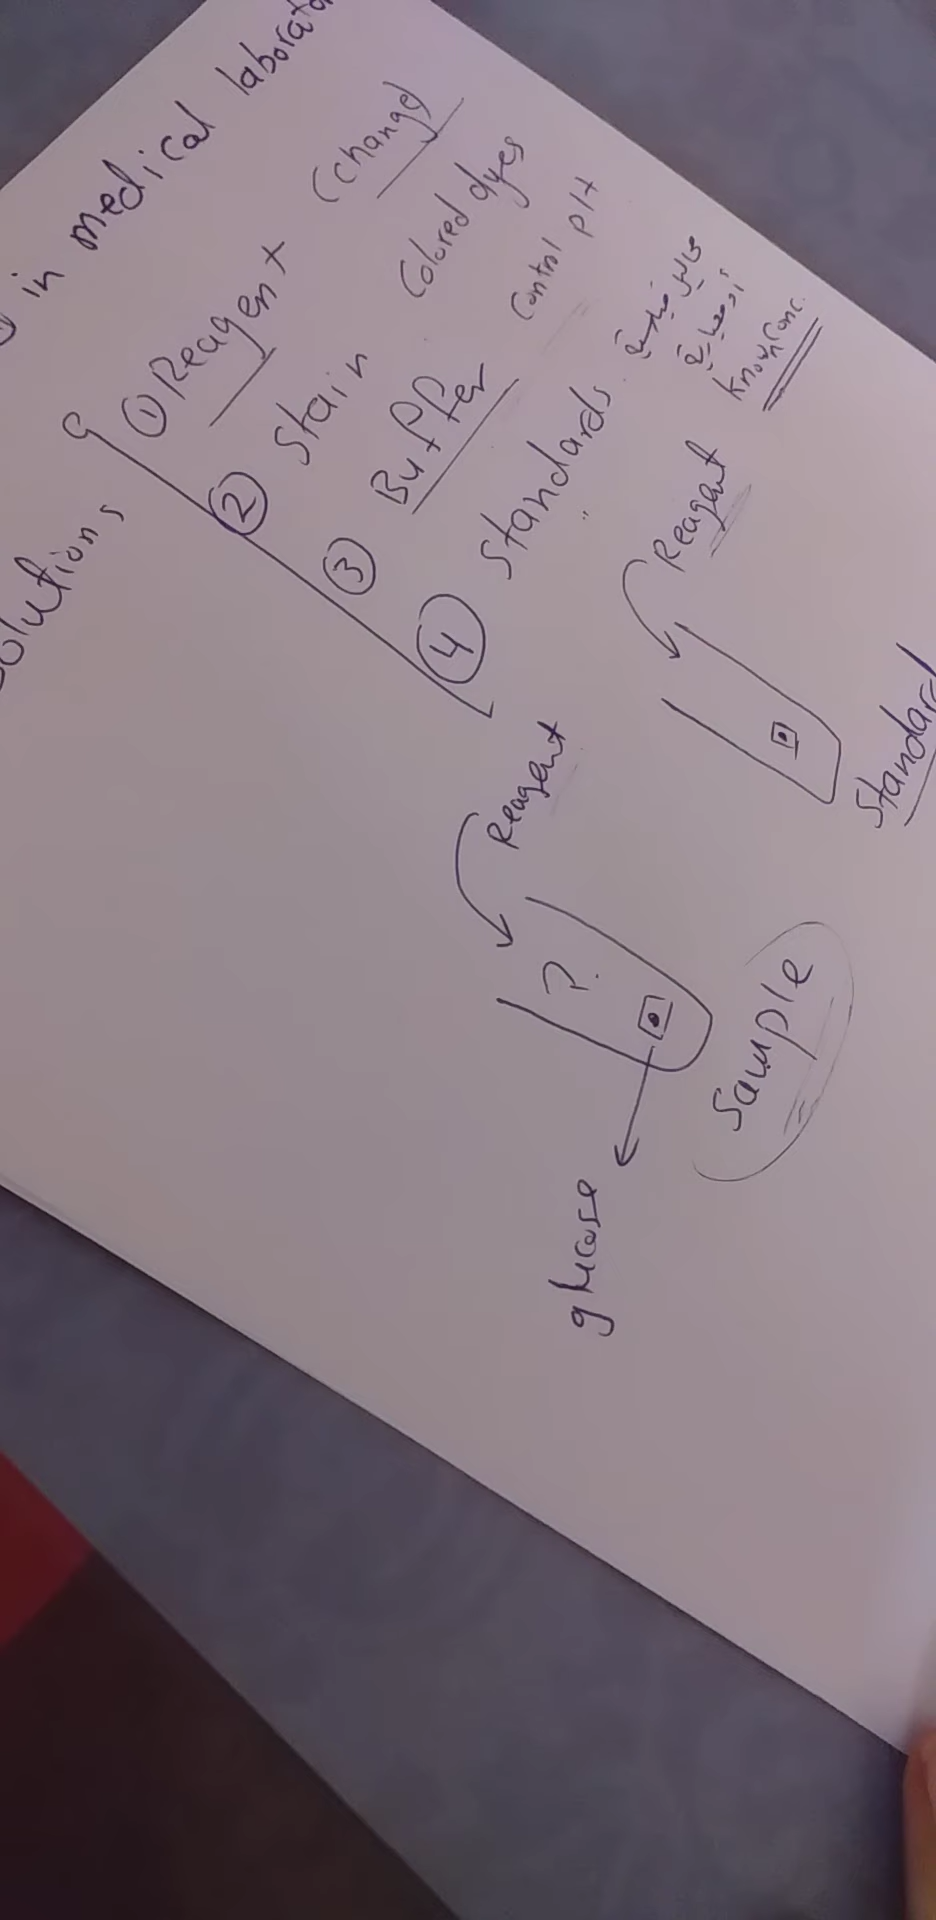 in medical laborato
olutions
① Reagent (change)
② Stain Colored dyes
③ Buffer Control pH
④ Standards
known conc.
Reagent
Standard
Reagent
?
Sample
glucose